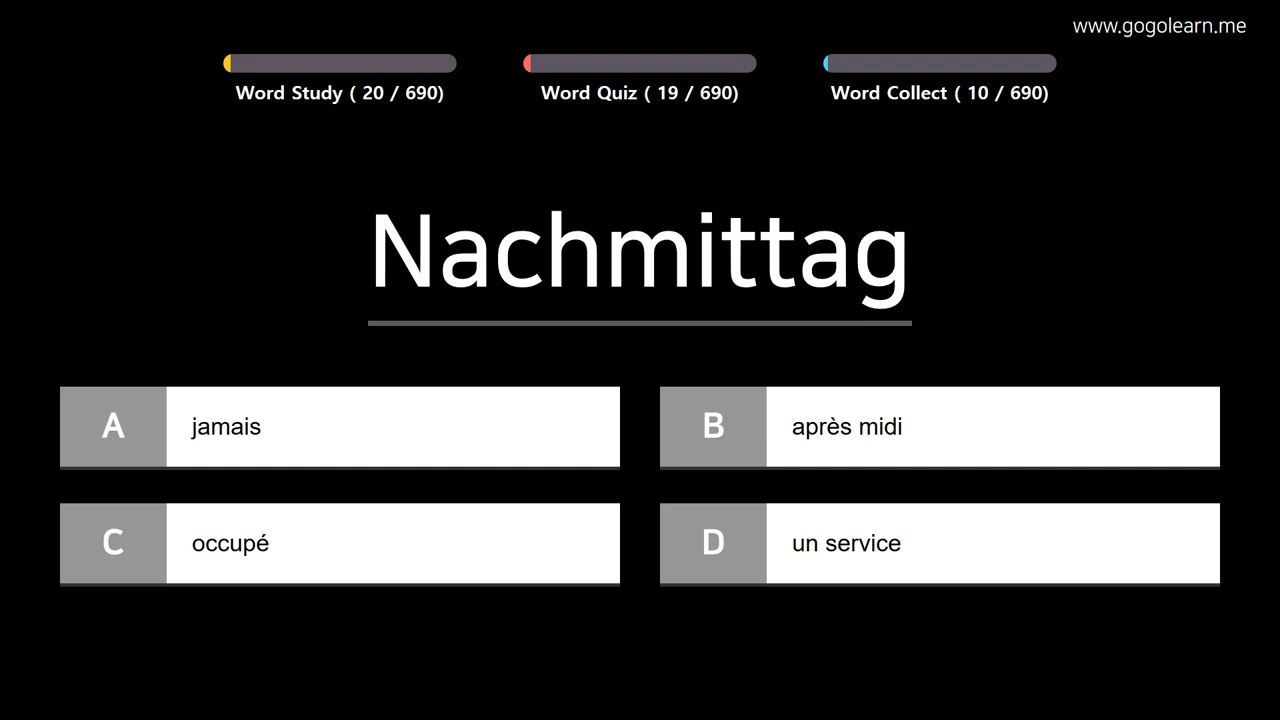 www.gogolearn.me
Word Study ( 20 / 690)
Word Quiz ( 19 / 690)
Word Collect ( 10 / 690)
Nachmittag
A jamais
B après midi
C occupé
D un service